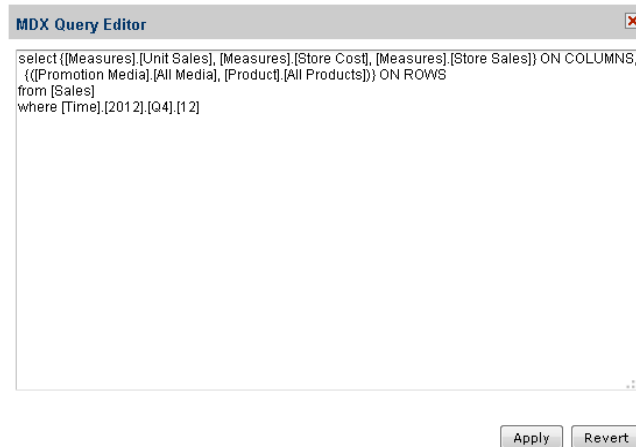 MDX Query Editor
select {[Measures].[Unit Sales], [Measures].[Store Cost], [Measures].[Store Sales]} ON COLUMNS,
{([Promotion Media].[All Media], [Product].[All Products])} ON ROWS
from [Sales]
where [Time].[2012].[Q4].[12]
Apply Revert